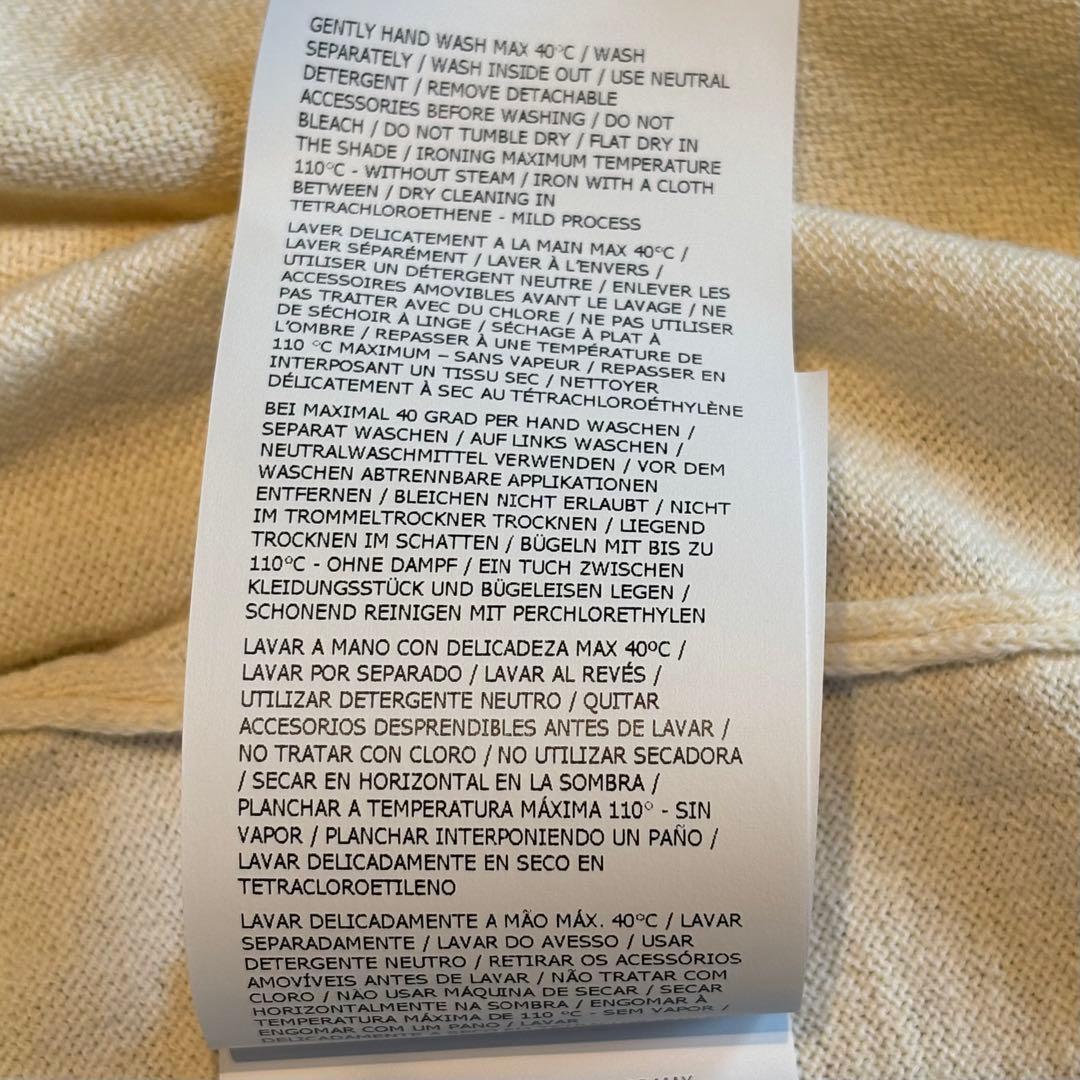 GENTLY HAND WASH MAX 40°C / WASH
SEPARATELY / WASH INSIDE OUT / USE NEUTRAL
DETERGENT / REMOVE DETACHABLE
ACCESSORIES BEFORE WASHING / DO NOT
BLEACH / DO NOT TUMBLE DRY / FLAT DRY IN
THE SHADE / IRONING MAXIMUM TEMPERATURE
110°C - WITHOUT STEAM / IRON WITH A CLOTH
BETWEEN / DRY CLEANING IN
TETRACHLOROETHENE - MILD PROCESS
LAVER DELICATEMENT A LA MAIN MAX 40°C /
LAVER SÉPARÉMENT / LAVER À L'ENVERS /
UTILISER UN DÉTERGENT NEUTRE / ENLEVER LES
ACCESSOIRES AMOVIBLES AVANT LE LAVAGE / NE
PAS TRAITER AVEC DU CHLORE / NE PAS UTILISER
DE SÉCHOIR À LINGE / SÉCHAGE À PLAT À
L'OMBRE / REPASSER À UNE TEMPÉRATURE DE
110 °C MAXIMUM – SANS VAPEUR / REPASSER EN
INTERPOSANT UN TISSU SEC / NETTOYER
DÉLICATEMENT À SEC AU TÉTRACHLOROÉTHYLÈNE
BEI MAXIMAL 40 GRAD PER HAND WASCHEN /
SEPARAT WASCHEN / AUF LINKS WASCHEN /
NEUTRALWASCHMITTEL VERWENDEN / VOR DEM
WASCHEN ABTRENNBARE APPLIKATIONEN
ENTFERNEN / BLEICHEN NICHT ERLAUBT / NICHT
IM TROMMELTROCKNER TROCKNEN / LIEGEND
TROCKNEN IM SCHATTEN / BÜGELN MIT BIS ZU
110°C - OHNE DAMPF / EIN TUCH ZWISCHEN
KLEIDUNGSSTÜCK UND BÜGELEISEN LEGEN /
SCHONEND REINIGEN MIT PERCHLORETHYLEN
LAVAR A MANO CON DELICADEZA MAX 40ºC /
LAVAR POR SEPARADO / LAVAR AL REVÉS /
UTILIZAR DETERGENTE NEUTRO / QUITAR
ACCESORIOS DESPRENDIBLES ANTES DE LAVAR /
NO TRATAR CON CLORO / NO UTILIZAR SECADORA
/ SECAR EN HORIZONTAL EN LA SOMBRA /
PLANCHAR A TEMPERATURA MÁXIMA 110° - SIN
VAPOR / PLANCHAR INTERPONIENDO UN PAÑO /
LAVAR DELICADAMENTE EN SECO EN
TETRACLOROETILENO
LAVAR DELICADAMENTE A MÃO MÁX. 40°C / LAVAR
SEPARADAMENTE / LAVAR DO AVESSO / USAR
DETERGENTE NEUTRO / RETIRAR OS ACESSÓRIOS
AMOVÍVEIS ANTES DE LAVAR / NÃO TRATAR COM
CLORO / NÃO USAR MÁQUINA DE SECAR / SECAR
HORIZONTALMENTE NA SOMBRA / ENGOMAR À
TEMPERATURA MÁXIMA DE 110 °C - SEM VAPOR /
ENGOMAR COM UM PANO / LAVAR
DELICADAMENTE A